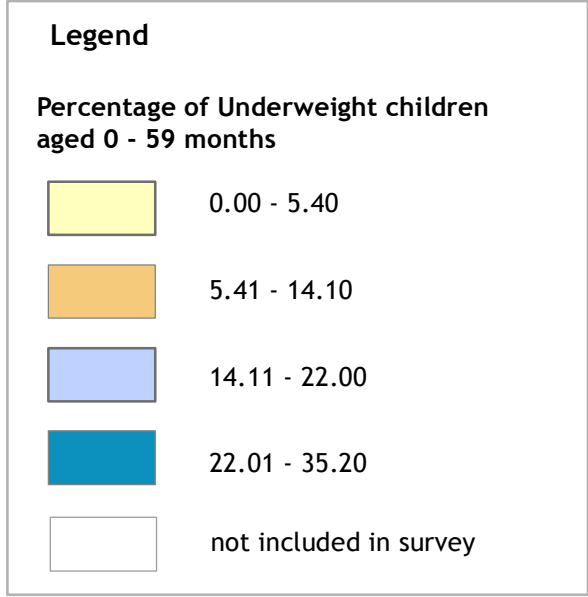 Legend
Percentage of Underweight children
aged 0 - 59 months
0.00 - 5.40
5.41 - 14.10
14.11 - 22.00
22.01 - 35.20
not included in survey